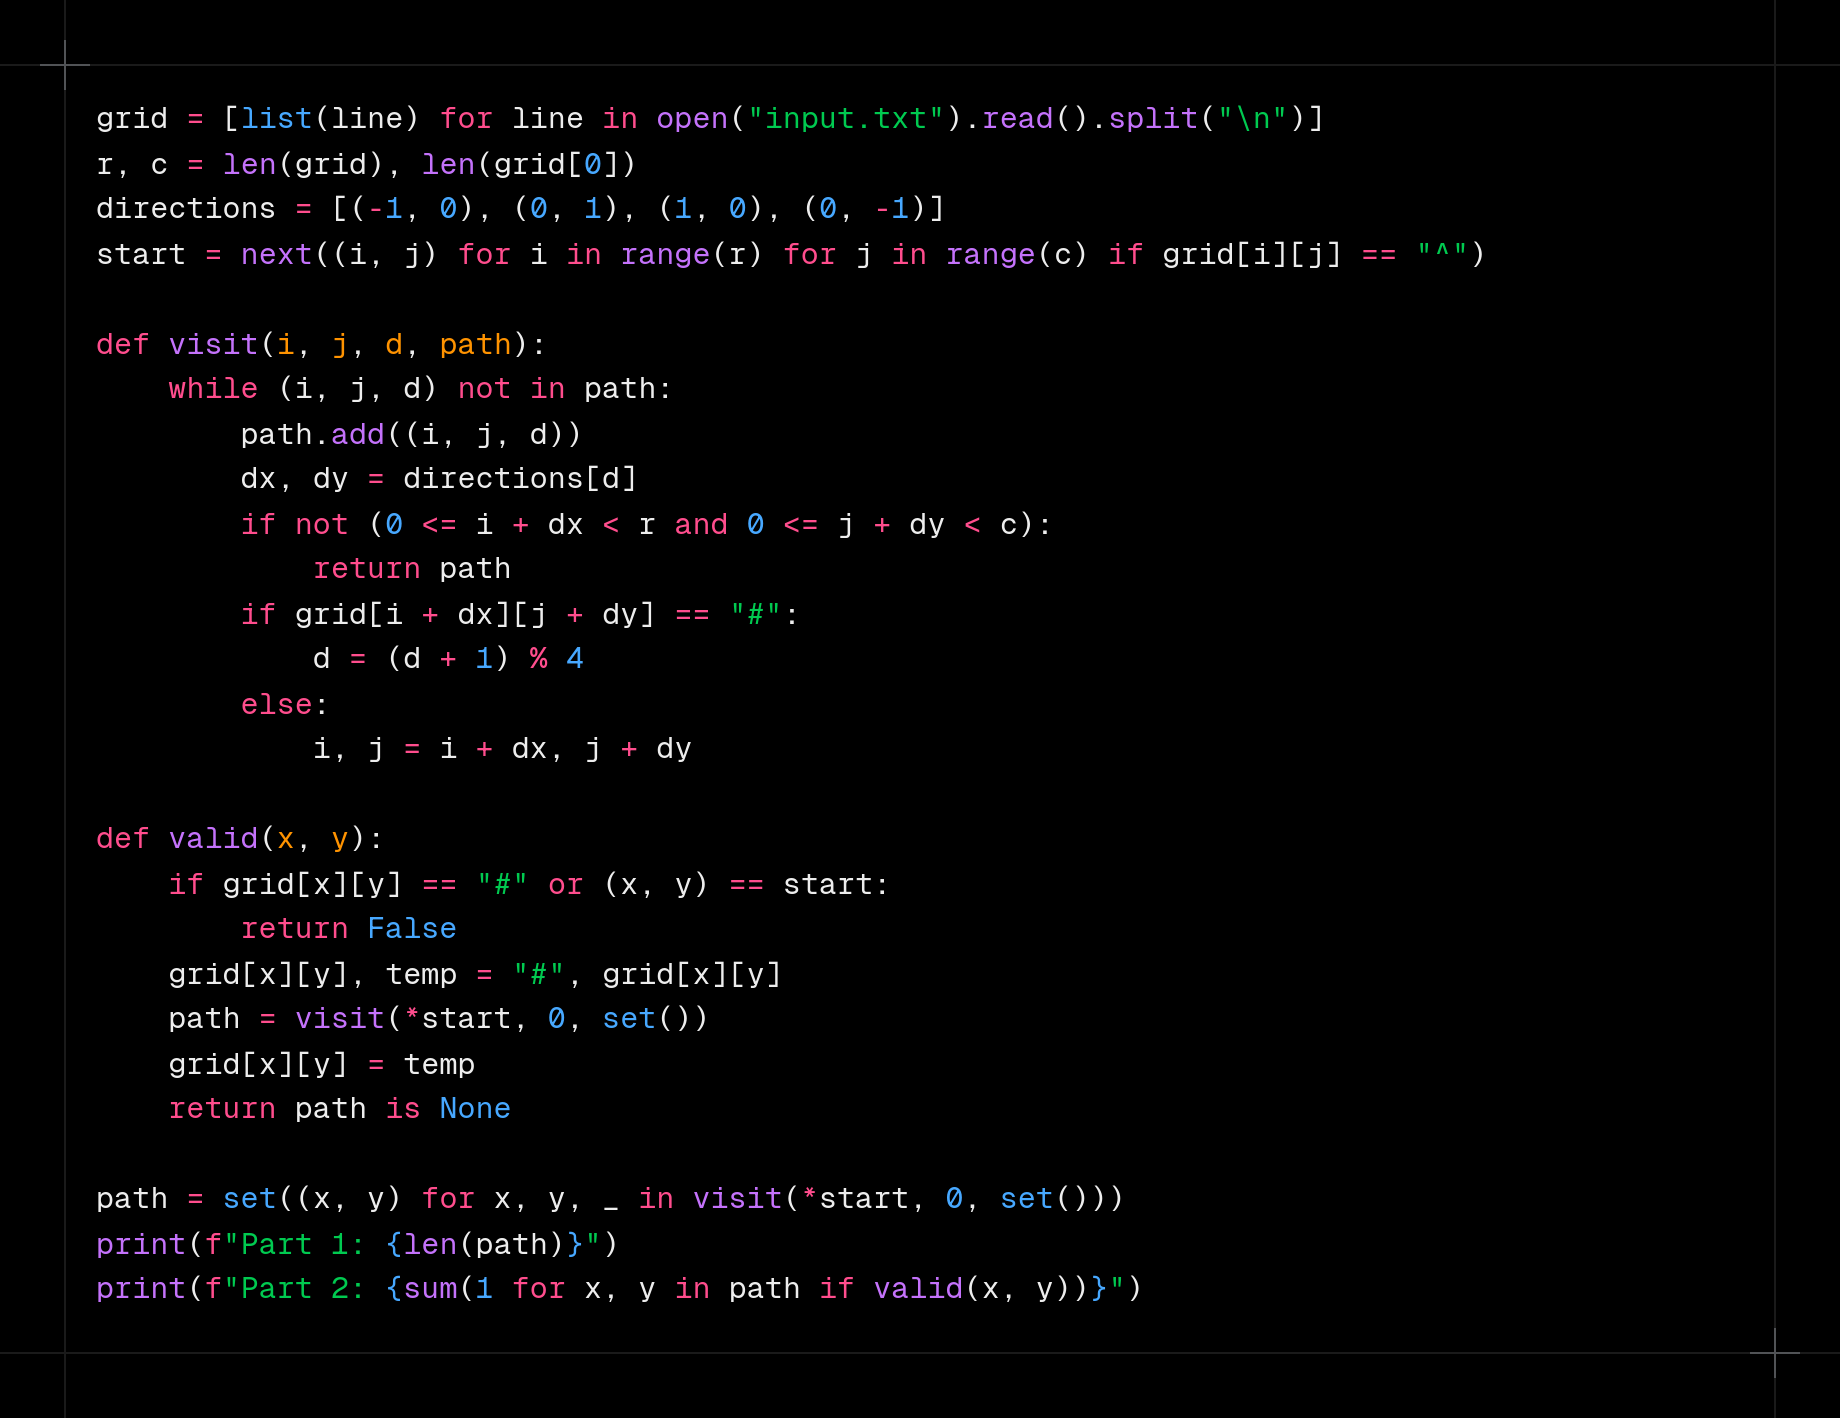 grid = [list(line) for line in open("input.txt").read().split("\n")]
r, c = len(grid), len(grid[0])
directions = [(-1, 0), (0, 1), (1, 0), (0, -1)]
start = next((i, j) for i in range(r) for j in range(c) if grid[i][j] == "^")

def visit(i, j, d, path):
    while (i, j, d) not in path:
        path.add((i, j, d))
        dx, dy = directions[d]
        if not (0 <= i + dx < r and 0 <= j + dy < c):
            return path
        if grid[i + dx][j + dy] == "#":
            d = (d + 1) % 4
        else:
            i, j = i + dx, j + dy

def valid(x, y):
    if grid[x][y] == "#" or (x, y) == start:
        return False
    grid[x][y], temp = "#", grid[x][y]
    path = visit(*start, 0, set())
    grid[x][y] = temp
    return path is None

path = set((x, y) for x, y, _ in visit(*start, 0, set()))
print(f"Part 1: {len(path)}")
print(f"Part 2: {sum(1 for x, y in path if valid(x, y))}")